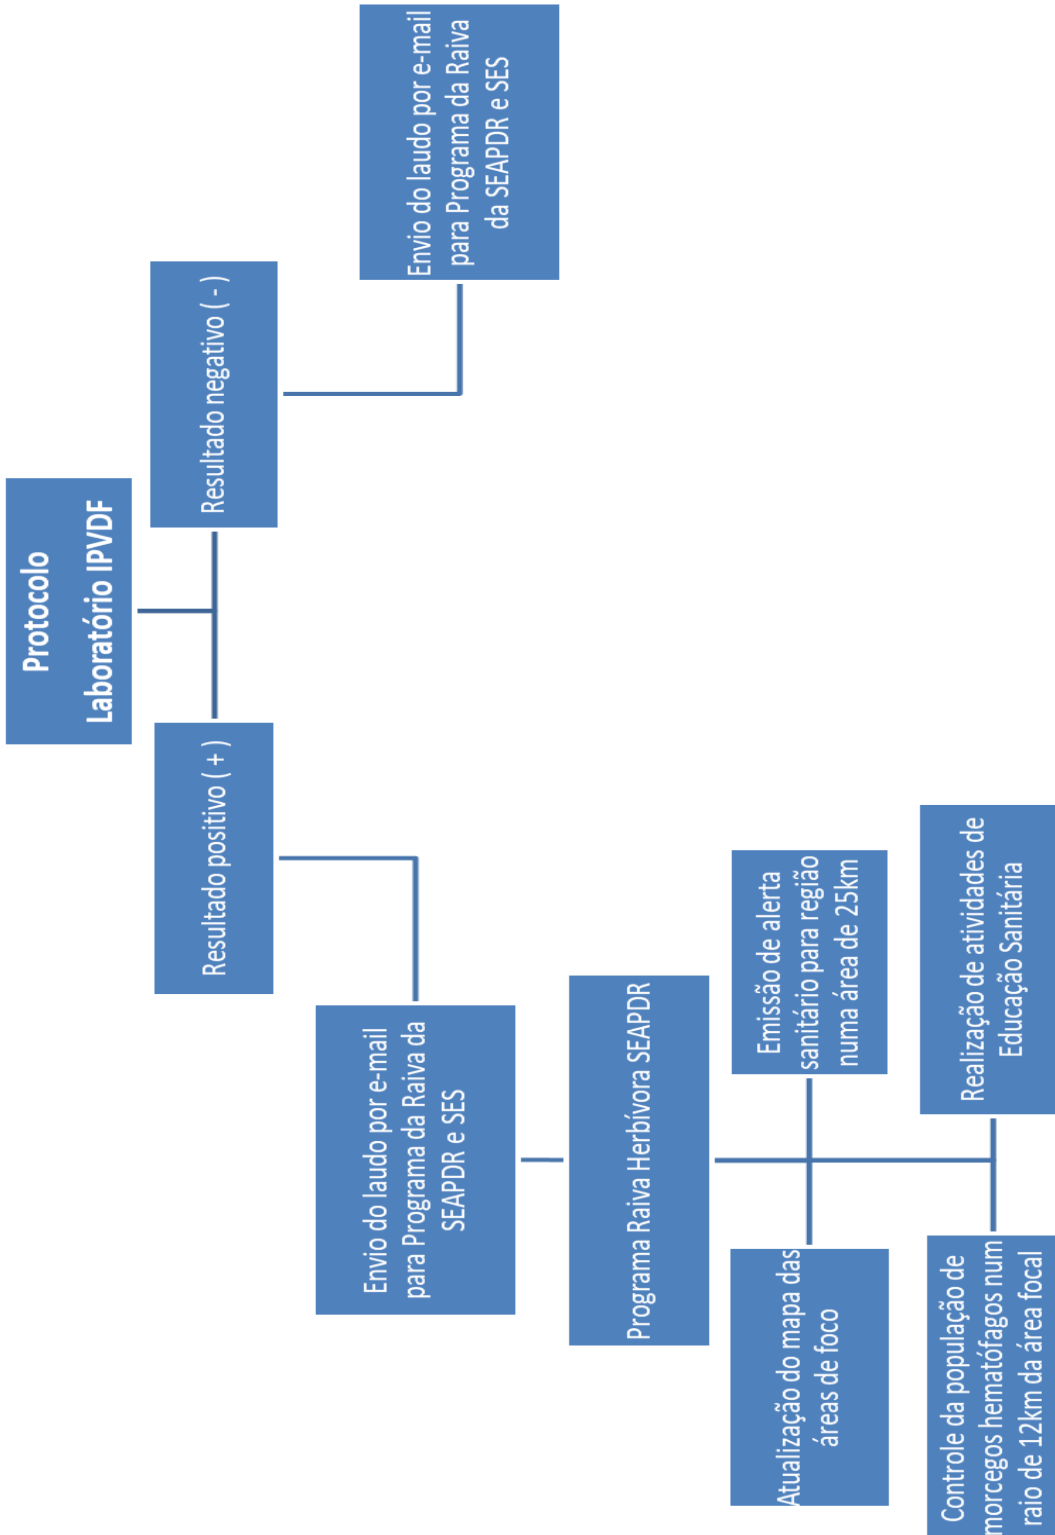 Protocolo
Laboratório IPVDF
Resultado positivo ( + )
Resultado negativo ( - )
Envio do laudo por e-mail
para Programa da Raiva da
SEAPDR e SES
Envio do laudo por e-mail
para Programa da Raiva
da SEAPDR e SES
Programa Raiva Herbívora SEAPDR
Atualização do mapa das
áreas de foco
Emissão de alerta
sanitário para região
numa área de 25km
Controle da população de
morcegos hematófagos num
raio de 12km da área focal
Realização de atividades de
Educação Sanitária